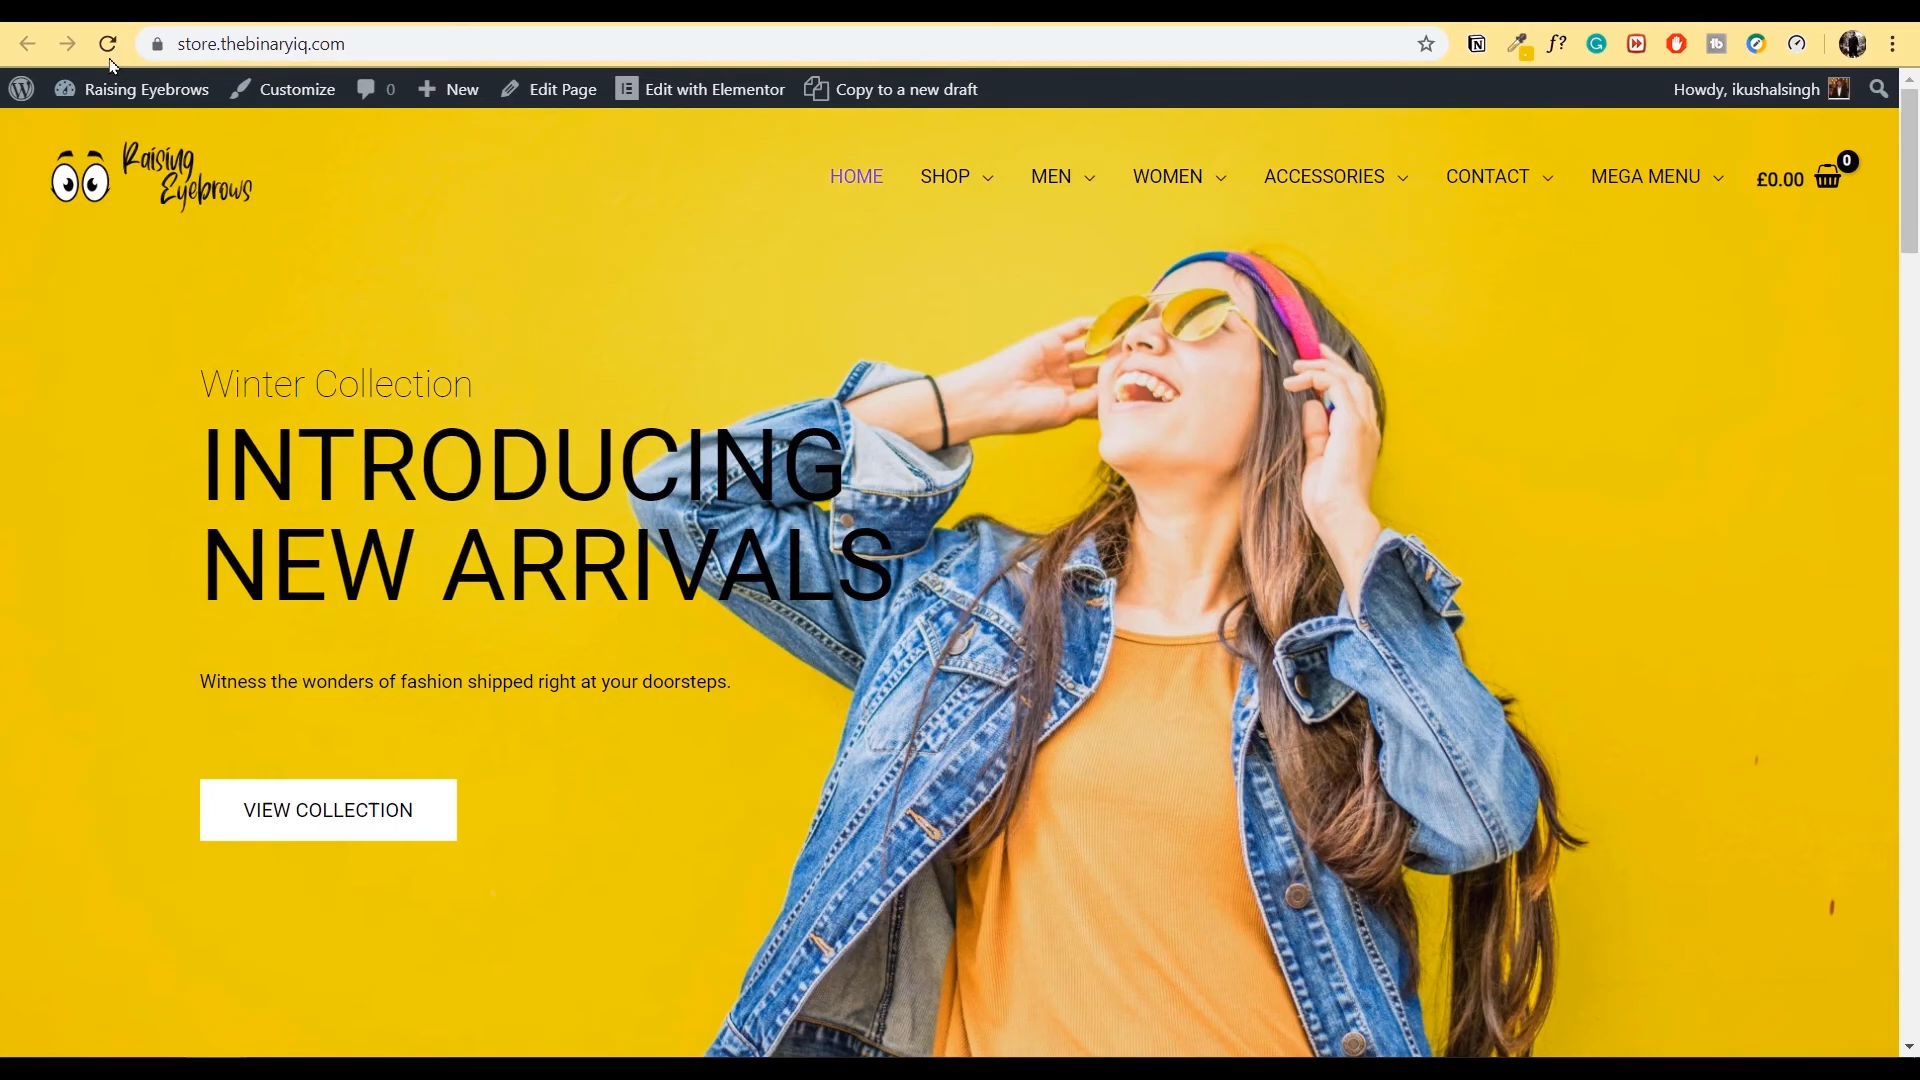 store.thebinaryiq.com
Raising Eyebrows Customize 0 New Edit Page Edit with Elementor Copy to a new draft Howdy, ikushalsingh
Raising
Eyebrows
HOME SHOP MEN WOMEN ACCESSORIES CONTACT MEGA MENU £0.00 0
Winter Collection
INTRODUCING
NEW ARRIVALS
Witness the wonders of fashion shipped right at your doorsteps.
VIEW COLLECTION